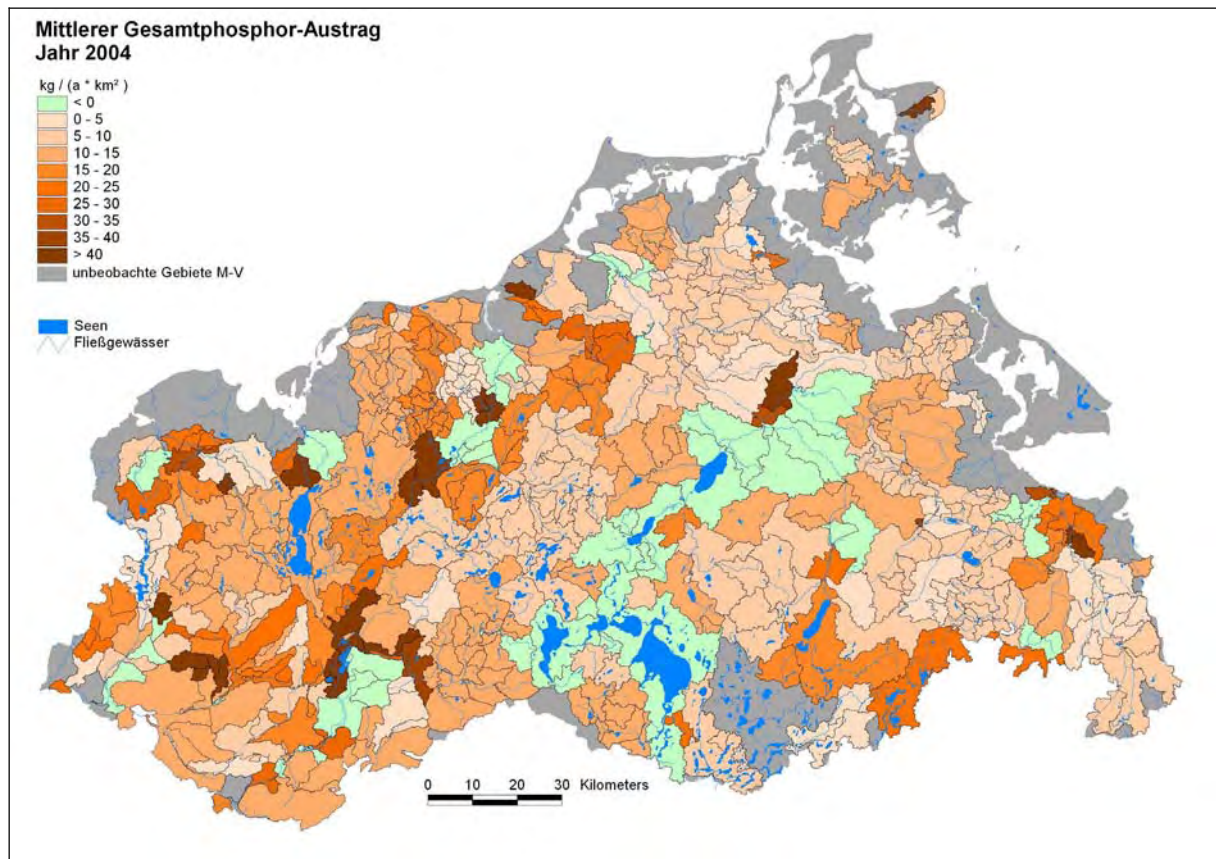 Mittlerer Gesamtphosphor-Austrag
Jahr 2004
kg / (a * km² )
< 0
0 - 5
5 - 10
10 - 15
15 - 20
20 - 25
25 - 30
30 - 35
35 - 40
> 40
unbeobachte Gebiete M-V
Seen
Fließgewässer
0 10 20 30 Kilometers